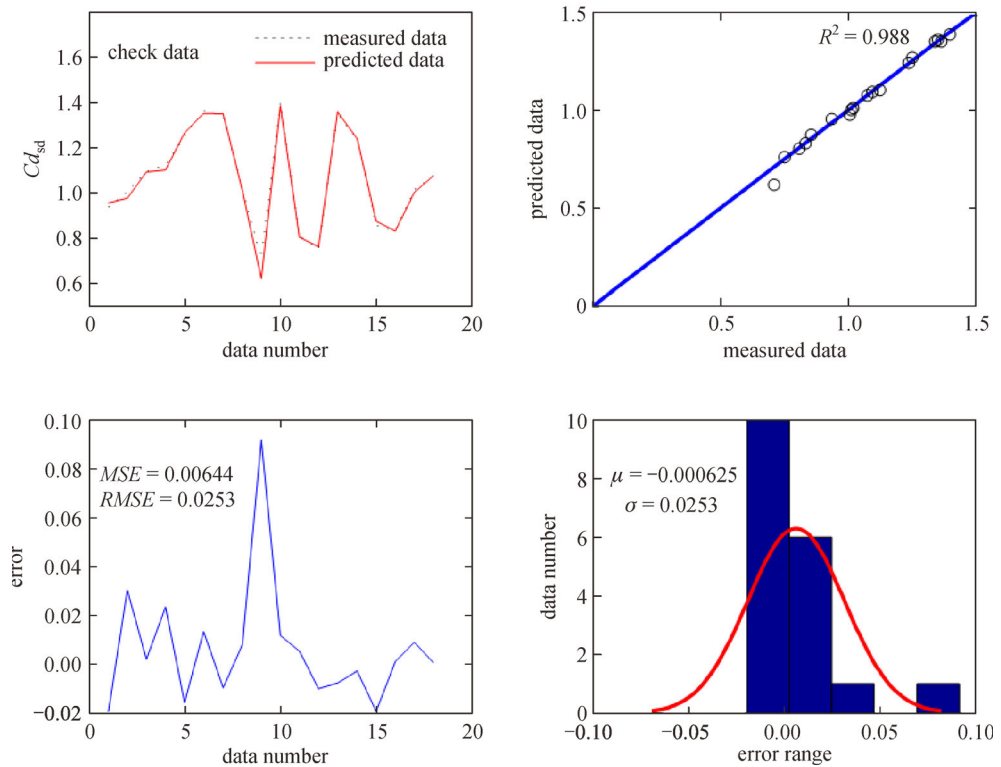 check data
measured data
predicted data
Cd_sd
1.6
1.4
1.2
1.0
0.8
0.6
0 5 10 15 20
data number
R² = 0.988
predicted data
1.5
1.0
0.5
0
0.5 1.0 1.5
measured data
MSE = 0.00644
RMSE = 0.0253
error
0.10
0.08
0.06
0.04
0.02
0.00
−0.02
0 5 10 15 20
data number
μ = −0.000625
σ = 0.0253
data number
10
8
6
4
2
0
−0.10 −0.05 0.00 0.05 0.10
error range